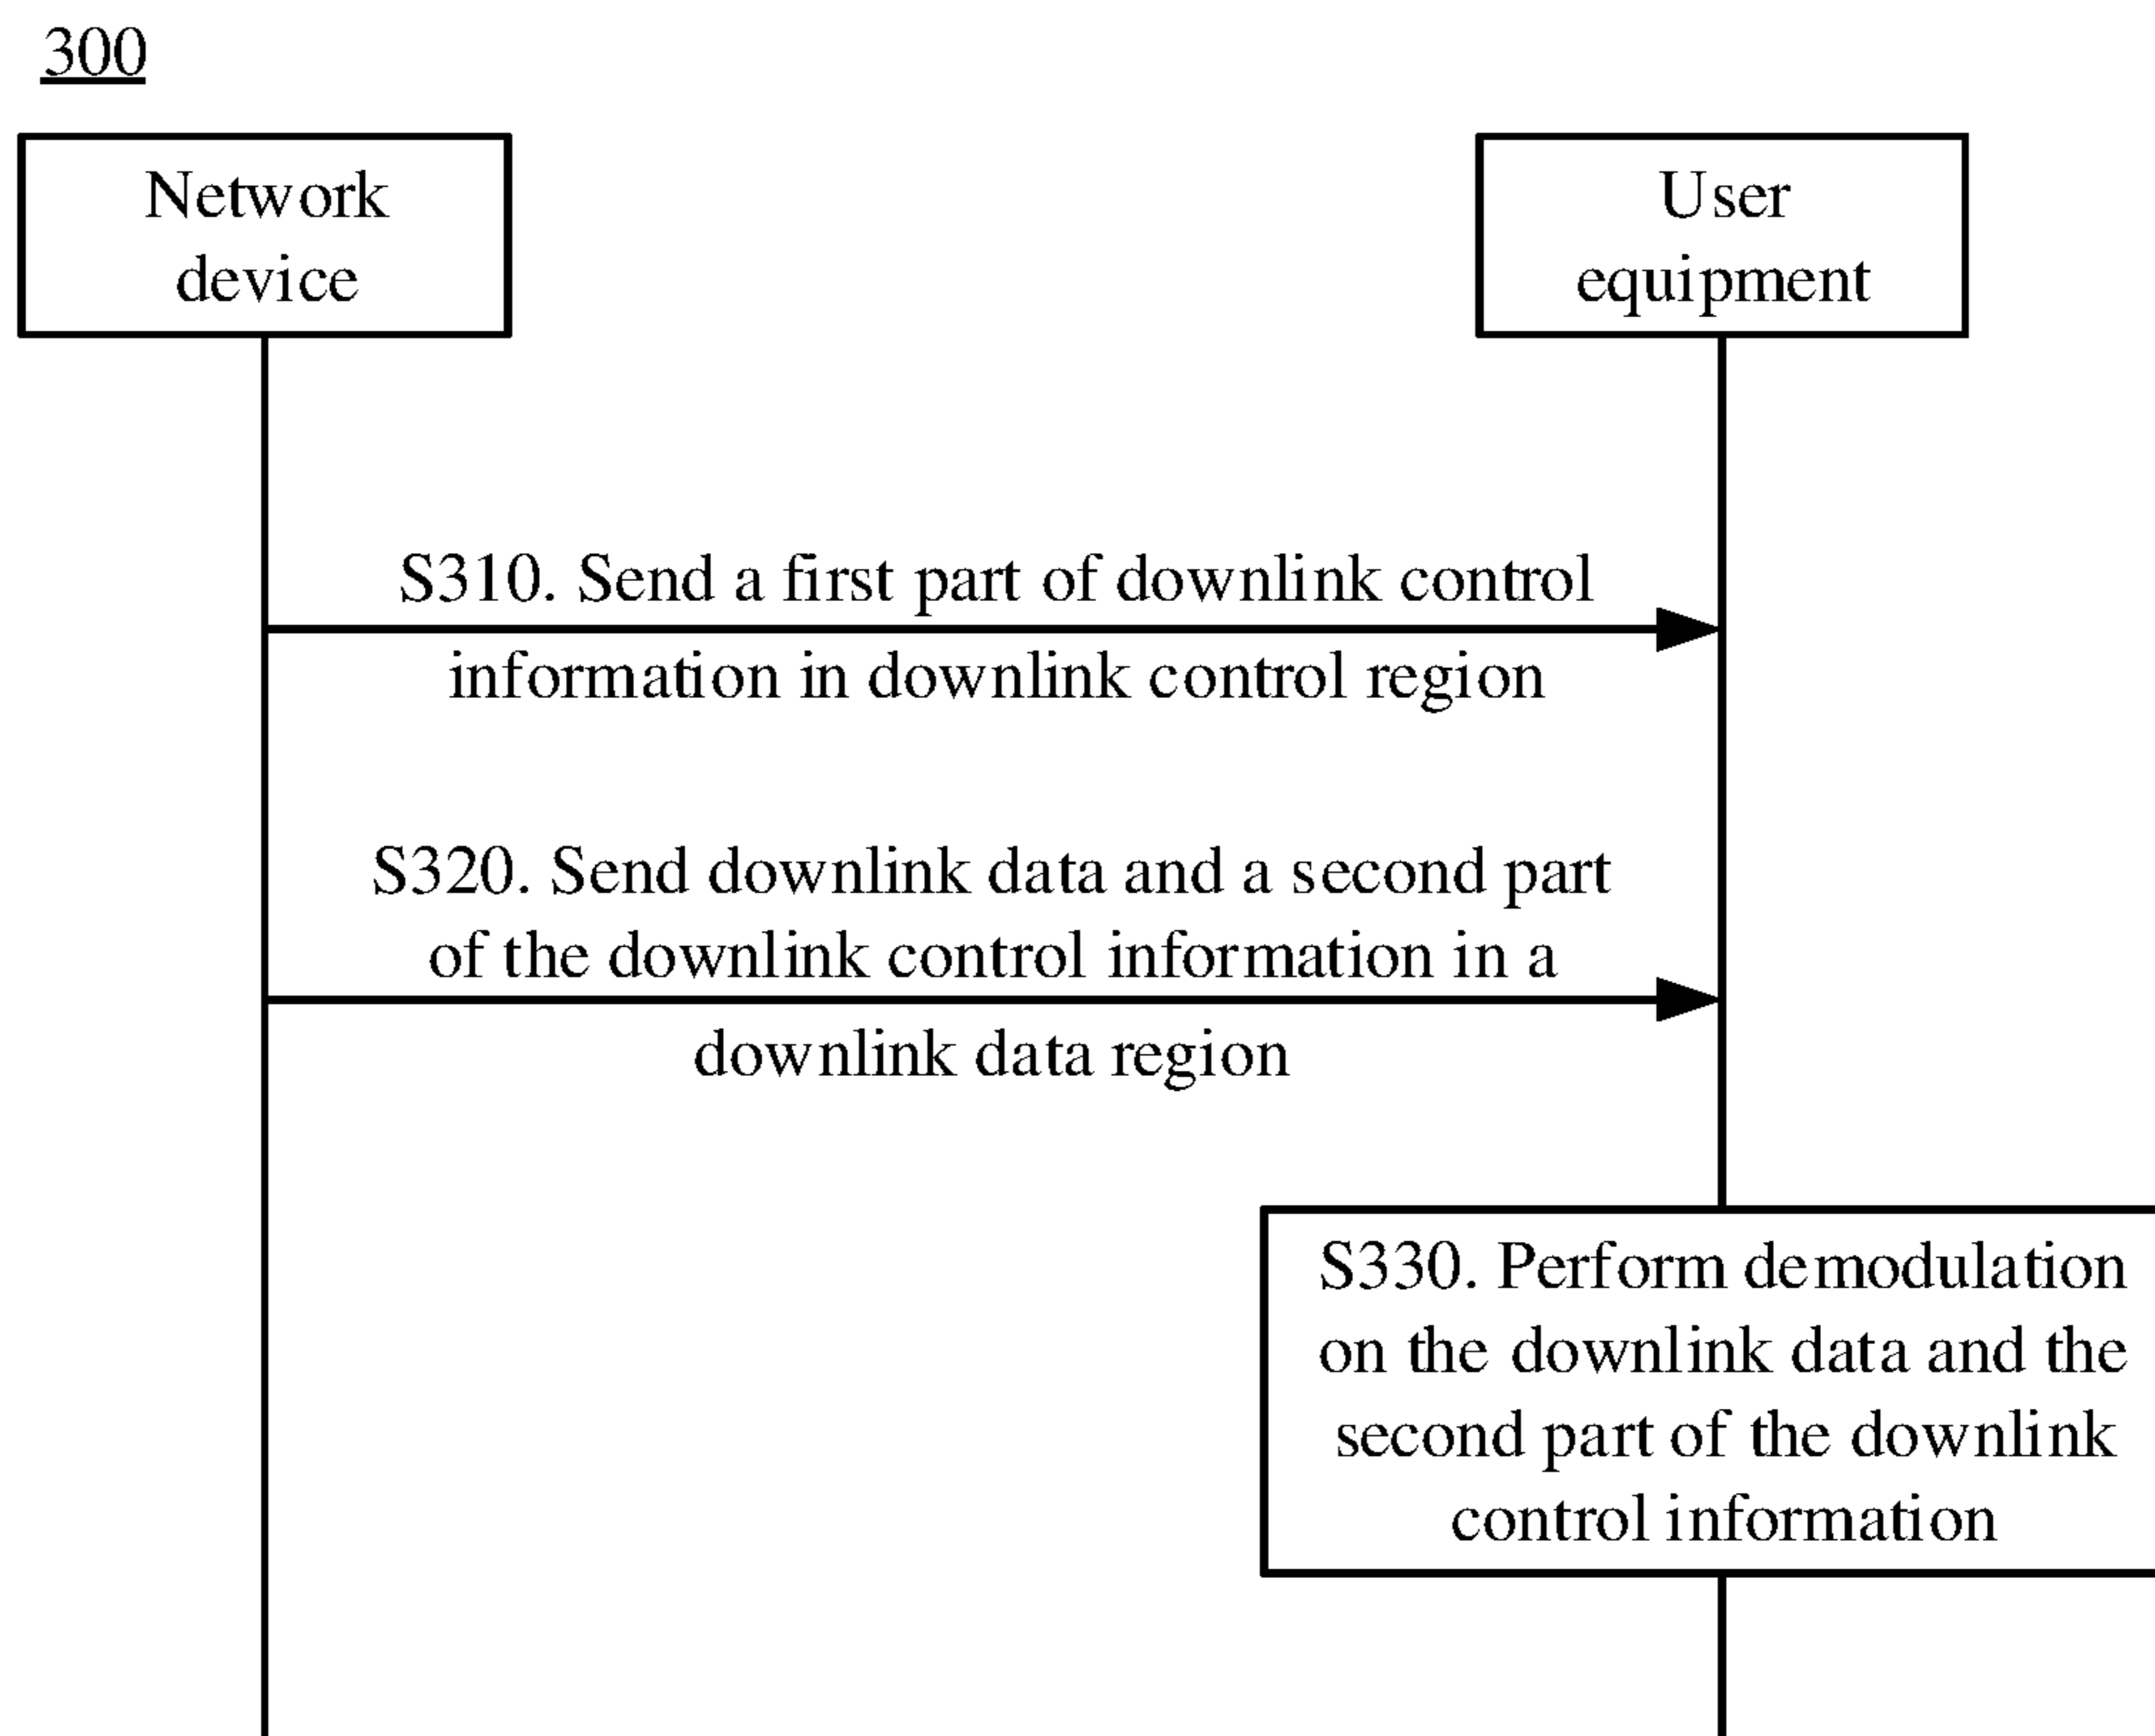 300
Network
device
User
equipment
S310. Send a first part of downlink control
information in downlink control region
S320. Send downlink data and a second part
of the downlink control information in a
downlink data region
S330. Perform demodulation
on the downlink data and the
second part of the downlink
control information